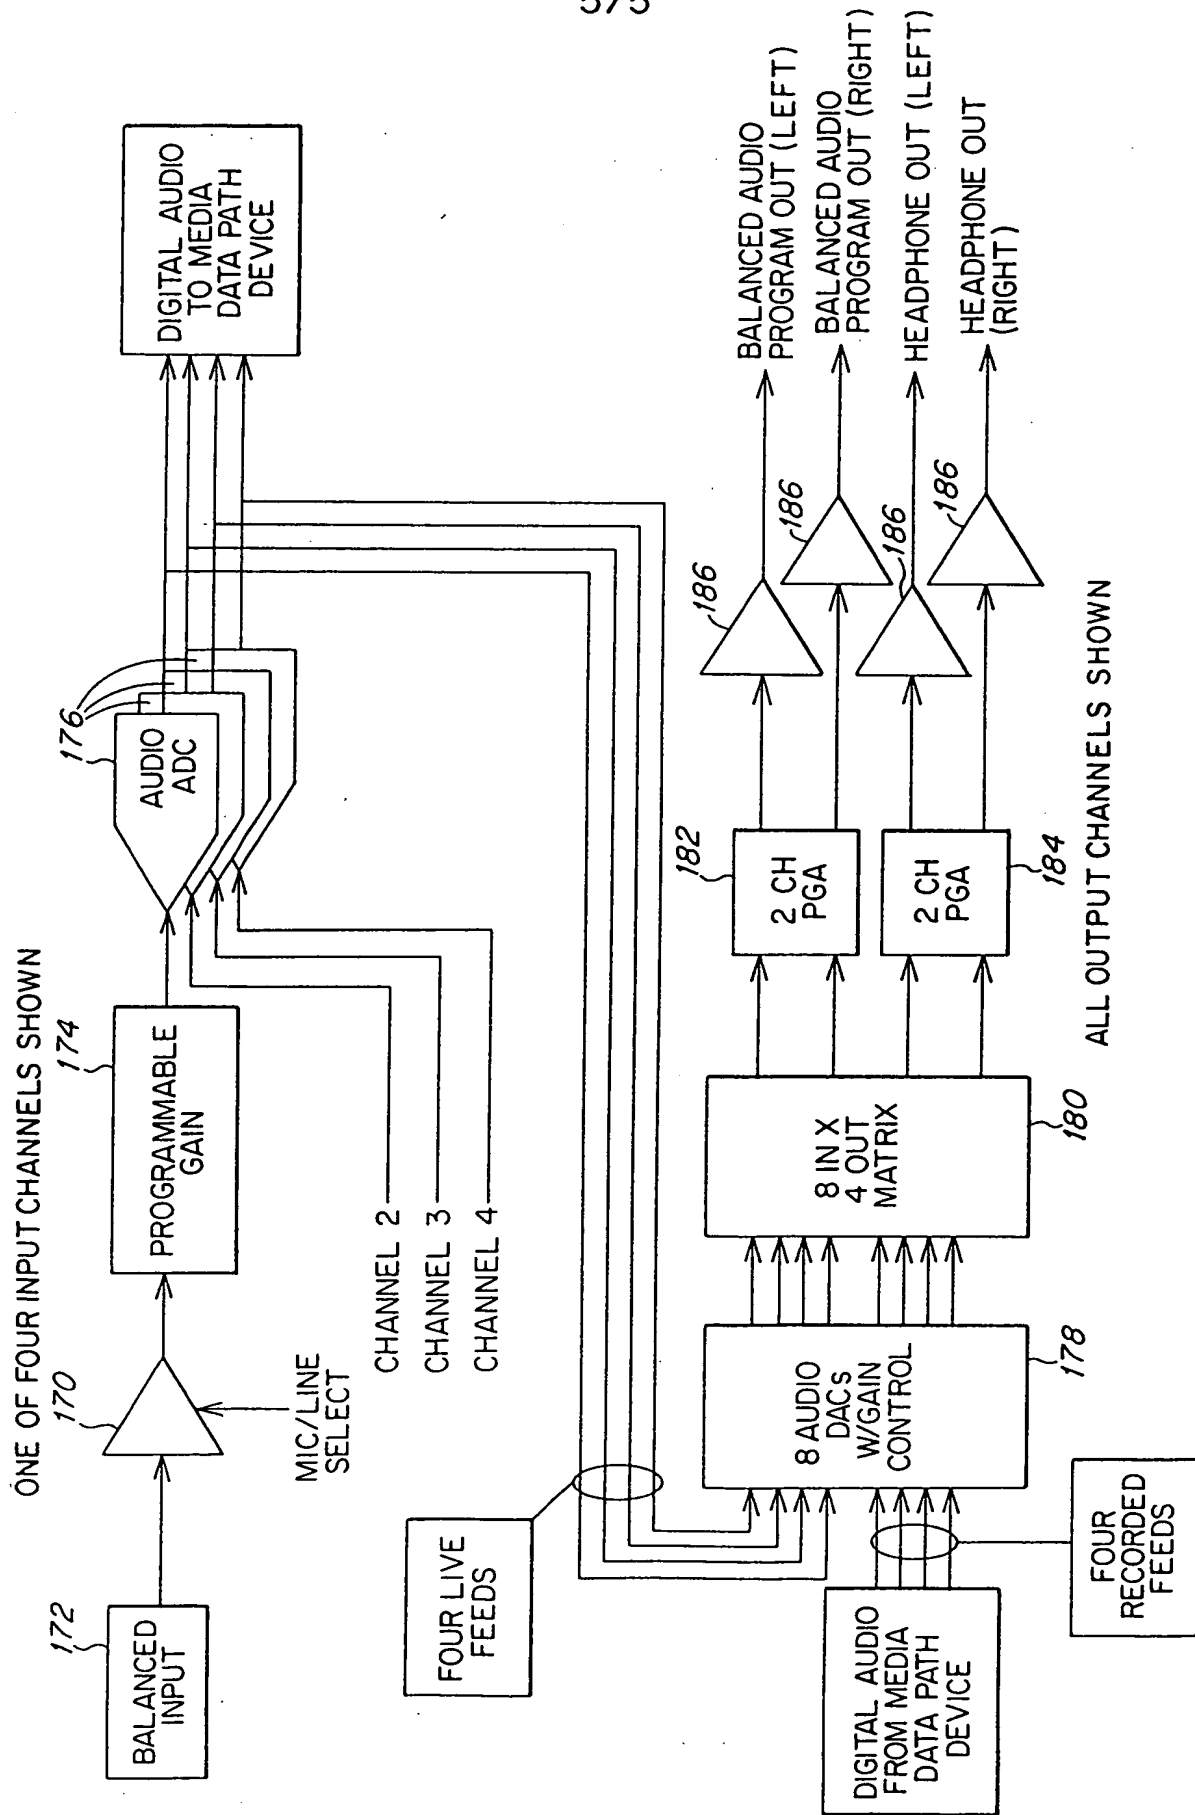 5/5
ONE OF FOUR INPUT CHANNELS SHOWN
172
BALANCED
INPUT
170
MIC/LINE
SELECT
174
PROGRAMMABLE
GAIN
176
AUDIO
ADC
DIGITAL AUDIO
TO MEDIA
DATA PATH
DEVICE
CHANNEL 2
CHANNEL 3
CHANNEL 4
FOUR LIVE
FEEDS
DIGITAL AUDIO
FROM MEDIA
DATA PATH
DEVICE
FOUR
RECORDED
FEEDS
8 AUDIO
DACs
W/GAIN
CONTROL
178
8 IN X
4 OUT
MATRIX
180
182
2 CH
PGA
2 CH
PGA
184
186
186
186
186
BALANCED AUDIO
PROGRAM OUT (LEFT)
BALANCED AUDIO
PROGRAM OUT (RIGHT)
HEADPHONE OUT (LEFT)
HEADPHONE OUT
(RIGHT)
ALL OUTPUT CHANNELS SHOWN